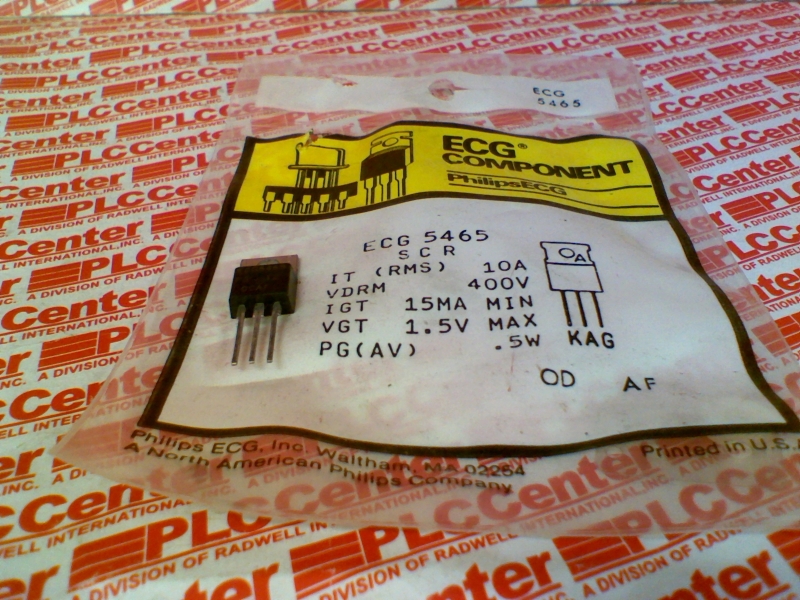 ECG
5465
ECG® COMPONENT
PhilipsECG
ECG 5465
SCR
IT (RMS) 10A
VDRM 400V
IGT 15MA MIN
VGT 1.5V MAX
PG(AV) .5W
A
KAG
OD AF
Philips ECG, Inc. Waltham, MA 02254
A North American Philips Company
Printed in U.S.A
PLCCenter
A DIVISION OF RADWELL INTERNATIONAL, INC.